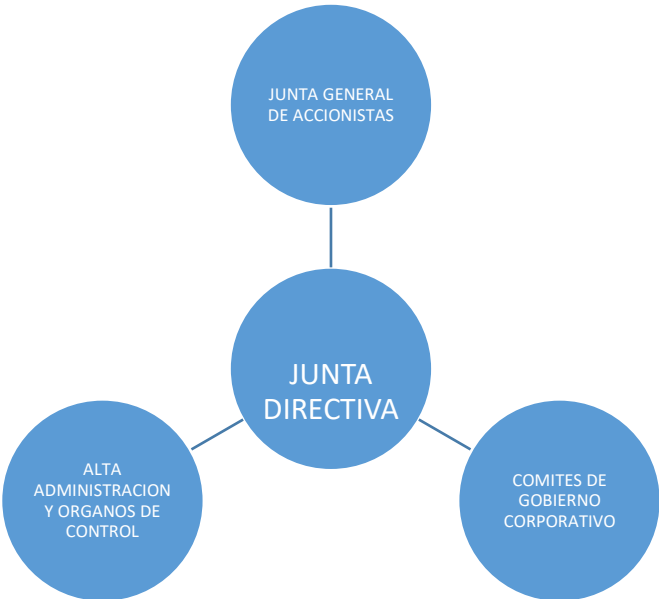 JUNTA GENERAL
DE ACCIONISTAS
JUNTA
DIRECTIVA
ALTA
ADMINISTRACION
Y ORGANOS DE
CONTROL
COMITES DE
GOBIERNO
CORPORATIVO